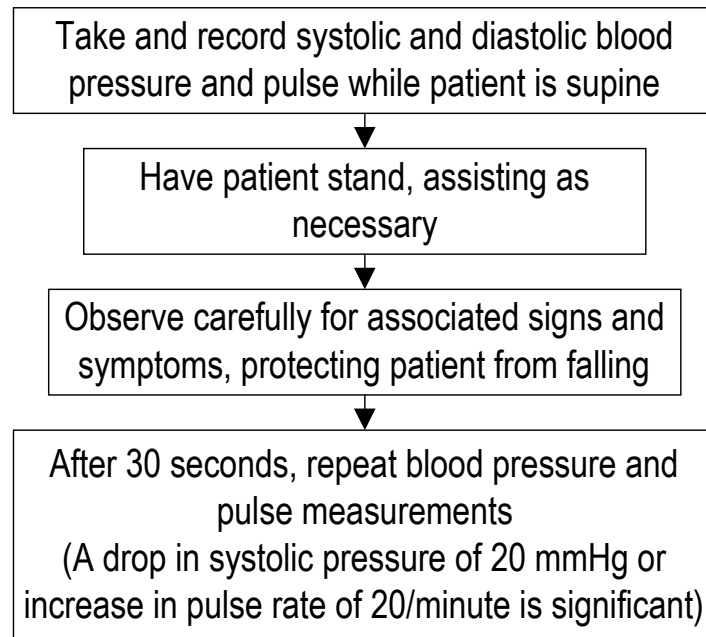 Take and record systolic and diastolic blood
pressure and pulse while patient is supine
Have patient stand, assisting as
necessary
Observe carefully for associated signs and
symptoms, protecting patient from falling
After 30 seconds, repeat blood pressure and
pulse measurements
(A drop in systolic pressure of 20 mmHg or
increase in pulse rate of 20/minute is significant)